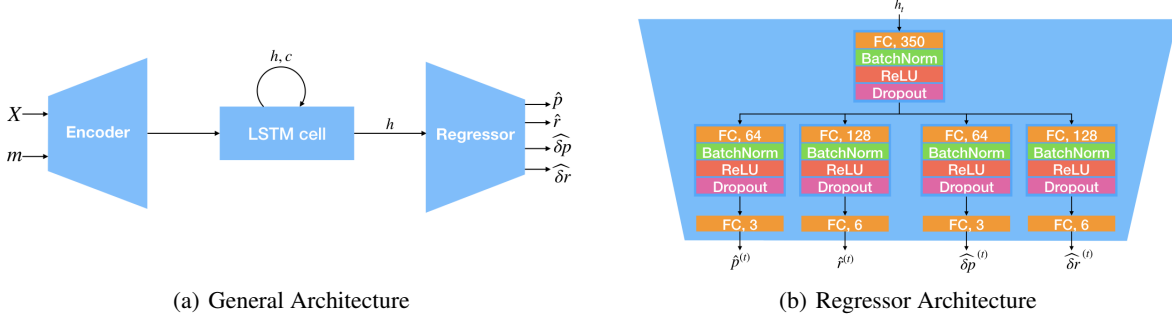 X
m
Encoder
h, c
LSTM cell
h
Regressor
p̂
r̂
δp̂
δr̂
(a) General Architecture
h_t
FC, 350
BatchNorm
ReLU
Dropout
FC, 64 FC, 128 FC, 64 FC, 128
BatchNorm BatchNorm BatchNorm BatchNorm
ReLU ReLU ReLU ReLU
Dropout Dropout Dropout Dropout
FC, 3 FC, 6 FC, 3 FC, 6
p̂^(t) r̂^(t) δp̂^(t) δr̂^(t)
(b) Regressor Architecture